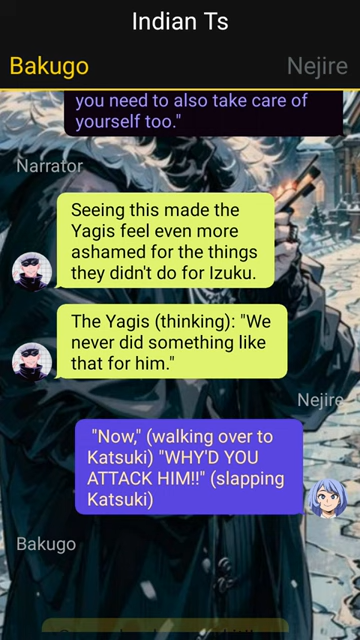 Indian Ts
Bakugo
Nejire
you need to also take care of
yourself too."
Narrator
Seeing this made the
Yagis feel even more
ashamed for the things
they didn't do for Izuku.
The Yagis (thinking): "We
never did something like
that for him."
Nejire
"Now," (walking over to
Katsuki) "WHY'D YOU
ATTACK HIM!!" (slapping
Katsuki)
Bakugo